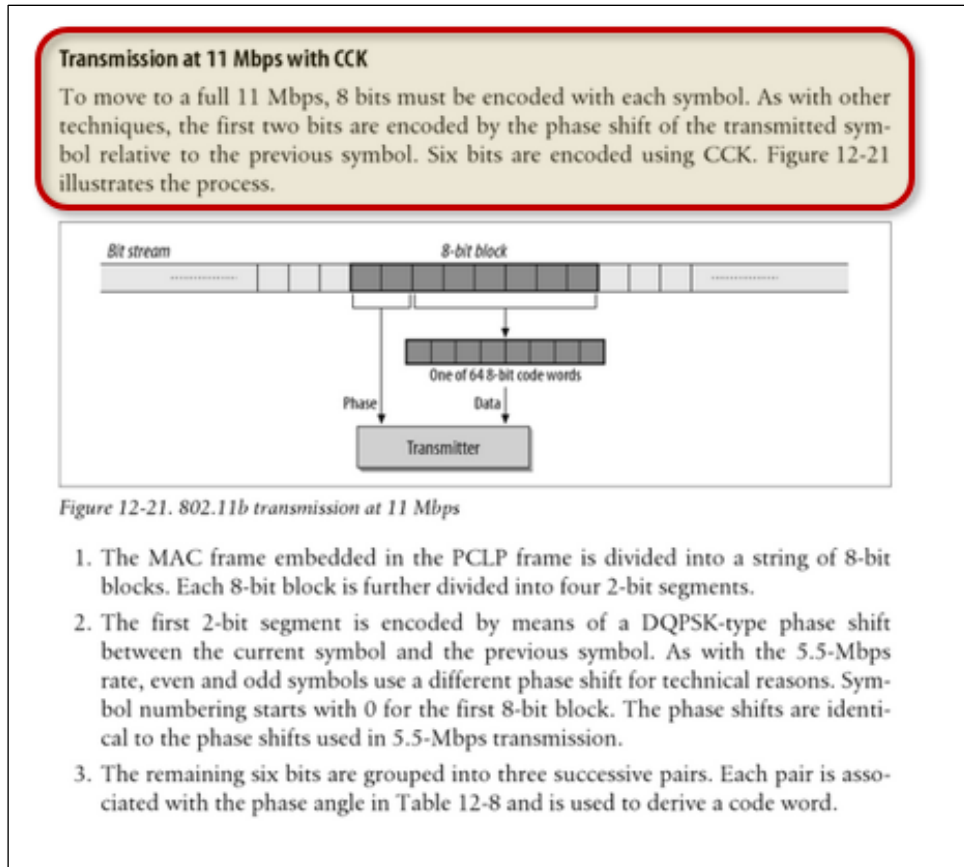 Transmission at 11 Mbps with CCK
To move to a full 11 Mbps, 8 bits must be encoded with each symbol. As with other
techniques, the first two bits are encoded by the phase shift of the transmitted sym-
bol relative to the previous symbol. Six bits are encoded using CCK. Figure 12-21
illustrates the process.
Bit stream
8-bit block
One of 64 8-bit code words
Phase
Data
Transmitter
Figure 12-21. 802.11b transmission at 11 Mbps
1. The MAC frame embedded in the PCLP frame is divided into a string of 8-bit
blocks. Each 8-bit block is further divided into four 2-bit segments.
2. The first 2-bit segment is encoded by means of a DQPSK-type phase shift
between the current symbol and the previous symbol. As with the 5.5-Mbps
rate, even and odd symbols use a different phase shift for technical reasons. Sym-
bol numbering starts with 0 for the first 8-bit block. The phase shifts are identi-
cal to the phase shifts used in 5.5-Mbps transmission.
3. The remaining six bits are grouped into three successive pairs. Each pair is asso-
ciated with the phase angle in Table 12-8 and is used to derive a code word.